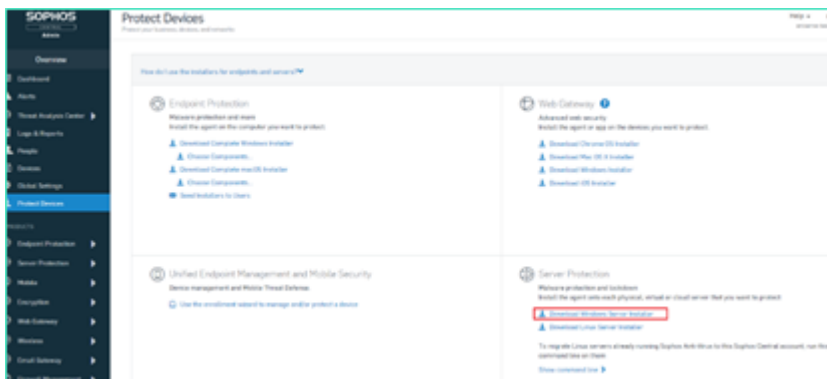 SOPHOS
CENTRAL
Admin
Overview
Dashboard
Alerts
Threat Analysis Center
Logs & Reports
People
Devices
Global Settings
Protect Devices
PRODUCTS
Endpoint Protection
Server Protection
Mobile
Encryption
Web Gateway
Wireless
Email Gateway
Protect Devices
Protect your business, devices, and networks
Help
How do I use the installers for endpoints and servers?
Endpoint Protection
Malware protection and more
Install the agent on the computer you want to protect:
Download Complete Windows Installer
Choose Components...
Download Complete macOS Installer
Choose Components...
Send Installers to Users
Web Gateway
Advanced web security
Install the agent or app on the devices you want to protect:
Download Chrome OS Installer
Download Mac OS X Installer
Download Windows Installer
Download iOS Installer
Unified Endpoint Management and Mobile Security
Device management and Mobile Threat Defense
Use the enrollment wizard to manage and/or protect a device
Server Protection
Malware protection and lockdown
Install the agent onto each physical, virtual or cloud server that you want to protect:
Download Windows Server Installer
Download Linux Server Installer
To migrate Linux servers already running Sophos Anti-Virus to this Sophos Central account, run this
command line on them
Show command line